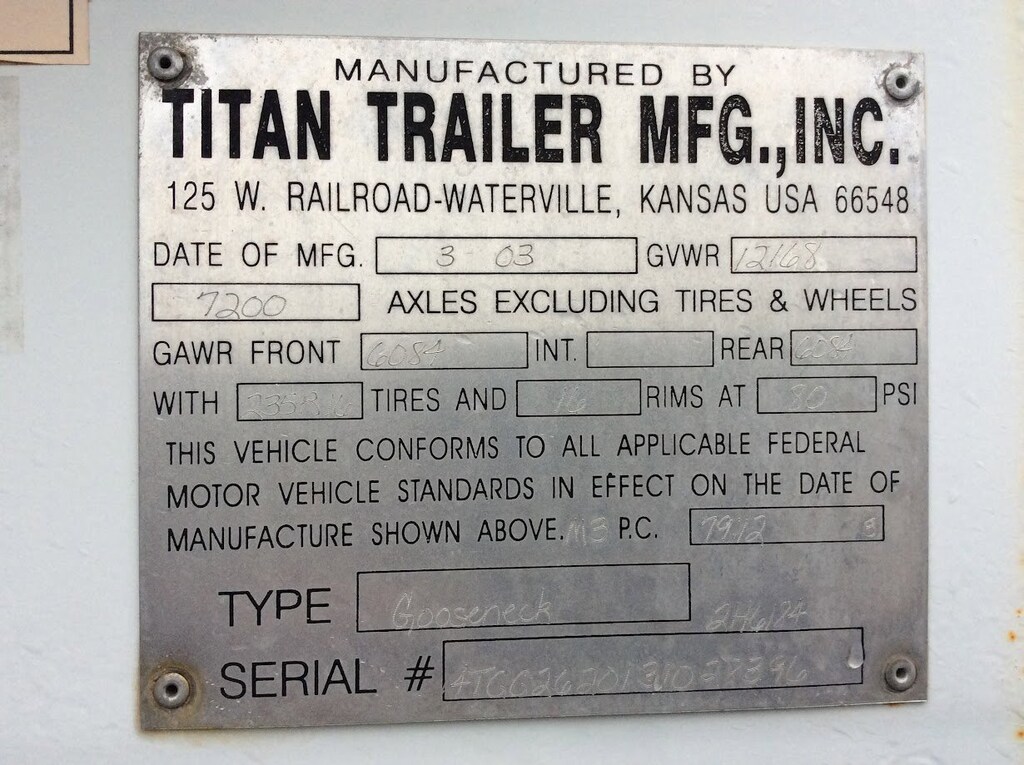 MANUFACTURED BY
TITAN TRAILER MFG., INC.
125 W. RAILROAD-WATERVILLE, KANSAS USA 66548
DATE OF MFG. 3 03 GVWR 12168
7200 AXLES EXCLUDING TIRES & WHEELS
GAWR FRONT 6084 INT. REAR 6084
WITH TIRES AND 16 RIMS AT 80 PSI
THIS VEHICLE CONFORMS TO ALL APPLICABLE FEDERAL
MOTOR VEHICLE STANDARDS IN EFFECT ON THE DATE OF
MANUFACTURE SHOWN ABOVE. M3 P.C. 7972 3
TYPE Gooseneck
SERIAL #